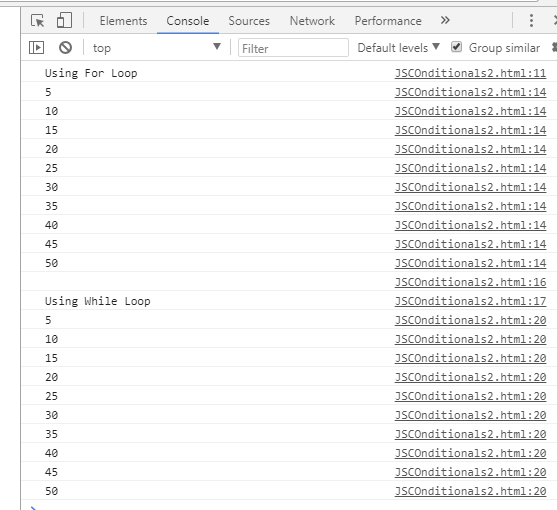 Elements Console Sources Network Performance »
top Filter Default levels Group similar
Using For Loop JSCOnditionals2.html:11
5 JSCOnditionals2.html:14
10 JSCOnditionals2.html:14
15 JSCOnditionals2.html:14
20 JSCOnditionals2.html:14
25 JSCOnditionals2.html:14
30 JSCOnditionals2.html:14
35 JSCOnditionals2.html:14
40 JSCOnditionals2.html:14
45 JSCOnditionals2.html:14
50 JSCOnditionals2.html:14
JSCOnditionals2.html:16
Using While Loop JSCOnditionals2.html:17
5 JSCOnditionals2.html:20
10 JSCOnditionals2.html:20
15 JSCOnditionals2.html:20
20 JSCOnditionals2.html:20
25 JSCOnditionals2.html:20
30 JSCOnditionals2.html:20
35 JSCOnditionals2.html:20
40 JSCOnditionals2.html:20
45 JSCOnditionals2.html:20
50 JSCOnditionals2.html:20